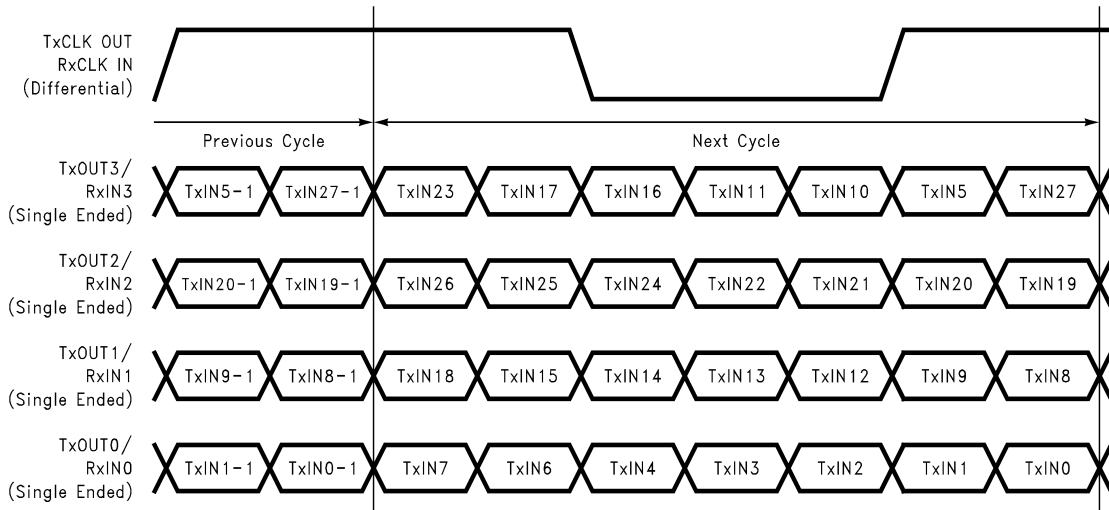 TxCLK OUT
RxCLK IN
(Differential)
Previous Cycle
Next Cycle
TxOUT3/
RxIN3
(Single Ended)
TxIN5-1 TxIN27-1 TxIN23 TxIN17 TxIN16 TxIN11 TxIN10 TxIN5 TxIN27
TxOUT2/
RxIN2
(Single Ended)
TxIN20-1 TxIN19-1 TxIN26 TxIN25 TxIN24 TxIN22 TxIN21 TxIN20 TxIN19
TxOUT1/
RxIN1
(Single Ended)
TxIN9-1 TxIN8-1 TxIN18 TxIN15 TxIN14 TxIN13 TxIN12 TxIN9 TxIN8
TxOUT0/
RxIN0
(Single Ended)
TxIN1-1 TxIN0-1 TxIN7 TxIN6 TxIN4 TxIN3 TxIN2 TxIN1 TxIN0